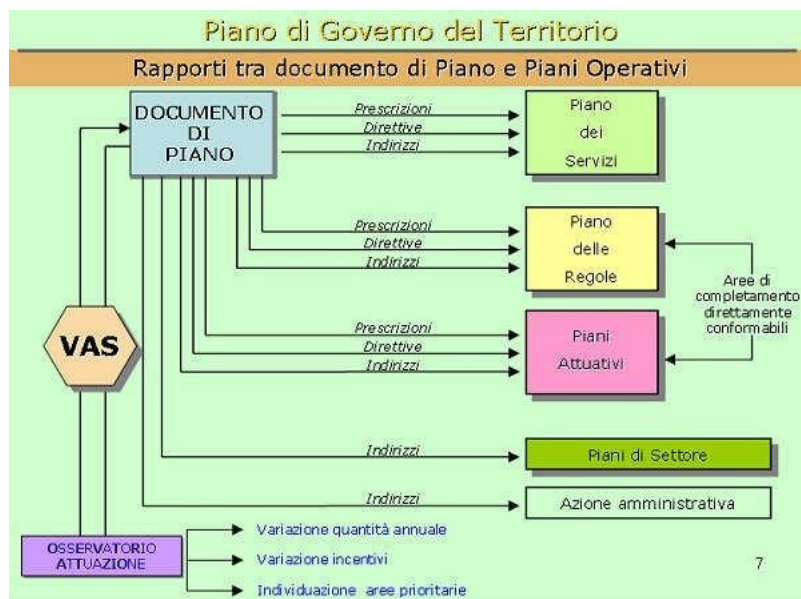 Piano di Governo del Territorio
Rapporti tra documento di Piano e Piani Operativi
DOCUMENTO
DI
PIANO
Prescrizioni
Direttive
Indirizzi
Piano
dei
Servizi
Prescrizioni
Direttive
Indirizzi
Piano
delle
Regole
Aree di
completamento
direttamente
conformabili
VAS
Prescrizioni
Direttive
Indirizzi
Piani
Attuativi
Indirizzi
Piani di Settore
Indirizzi
Azione amministrativa
OSSERVATORIO
ATTUAZIONE
Variazione quantità annuale
Variazione incentivi
Individuazione aree prioritarie
7